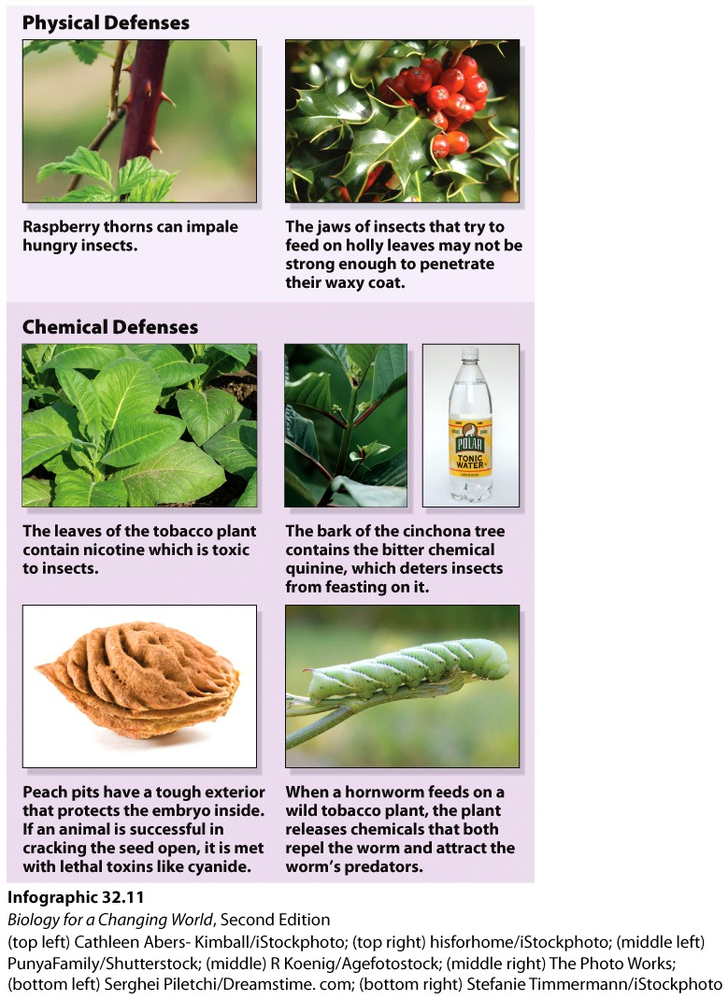 Physical Defenses
Raspberry thorns can impale
hungry insects.
The jaws of insects that try to
feed on holly leaves may not be
strong enough to penetrate
their waxy coat.
Chemical Defenses
POLAR
TONIC
WATER
The leaves of the tobacco plant
contain nicotine which is toxic
to insects.
The bark of the cinchona tree
contains the bitter chemical
quinine, which deters insects
from feasting on it.
Peach pits have a tough exterior
that protects the embryo inside.
If an animal is successful in
cracking the seed open, it is met
with lethal toxins like cyanide.
When a hornworm feeds on a
wild tobacco plant, the plant
releases chemicals that both
repel the worm and attract the
worm's predators.
Infographic 32.11
Biology for a Changing World, Second Edition
(top left) Cathleen Abers- Kimball/iStockphoto; (top right) hisforhome/iStockphoto; (middle left)
PunyaFamily/Shutterstock; (middle) R Koenig/Agefotostock; (middle right) The Photo Works;
(bottom left) Serghei Piletchi/Dreamstime. com; (bottom right) Stefanie Timmermann/iStockphoto